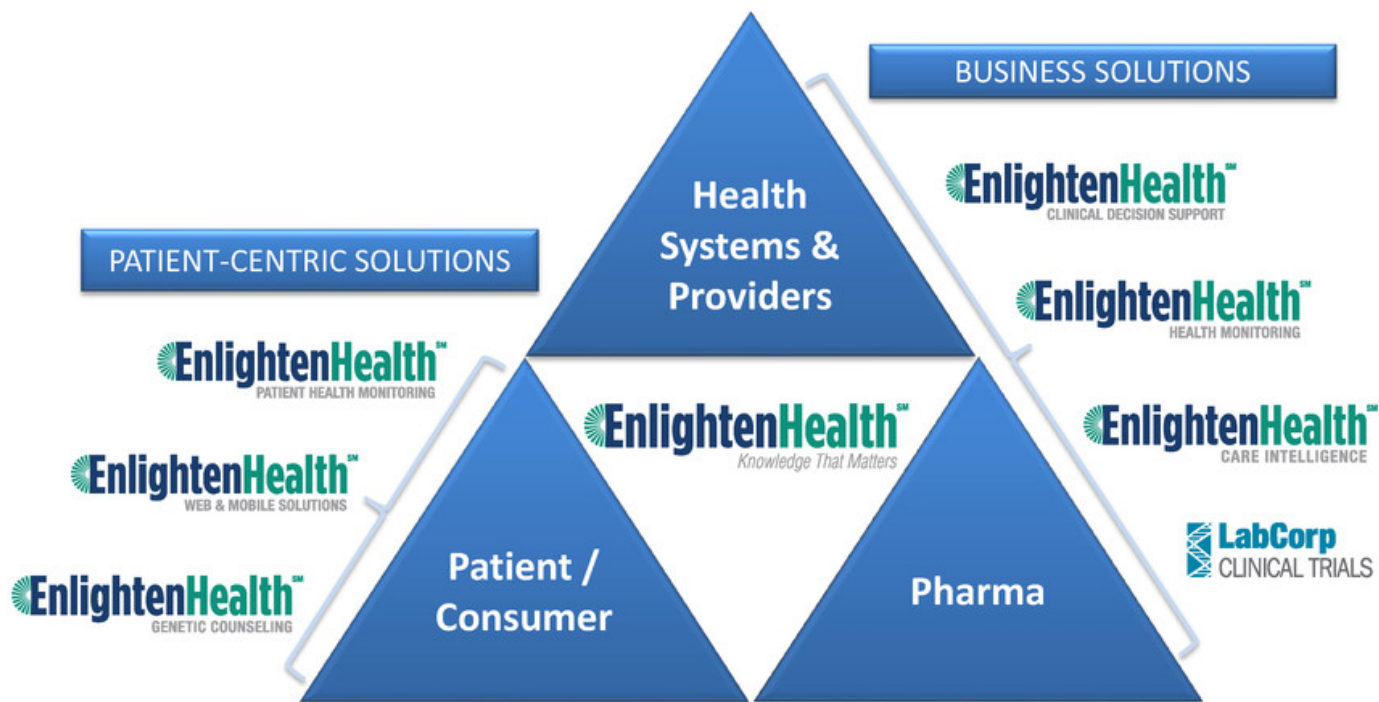 BUSINESS SOLUTIONS
EnlightenHealth℠
CLINICAL DECISION SUPPORT
EnlightenHealth℠
HEALTH MONITORING
EnlightenHealth℠
CARE INTELLIGENCE
LabCorp
CLINICAL TRIALS
Health
Systems &
Providers
PATIENT-CENTRIC SOLUTIONS
EnlightenHealth℠
PATIENT HEALTH MONITORING
EnlightenHealth℠
WEB & MOBILE SOLUTIONS
EnlightenHealth℠
GENETIC COUNSELING
EnlightenHealth℠
Knowledge That Matters
Patient /
Consumer
Pharma